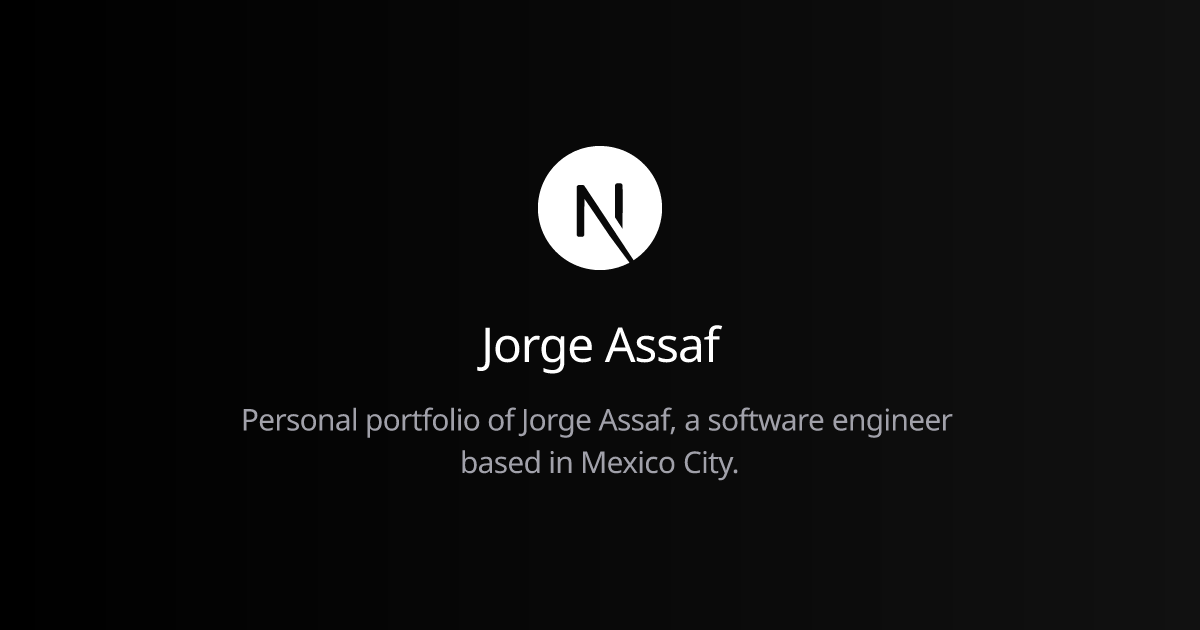 N
Jorge Assaf
Personal portfolio of Jorge Assaf, a software engineer
based in Mexico City.